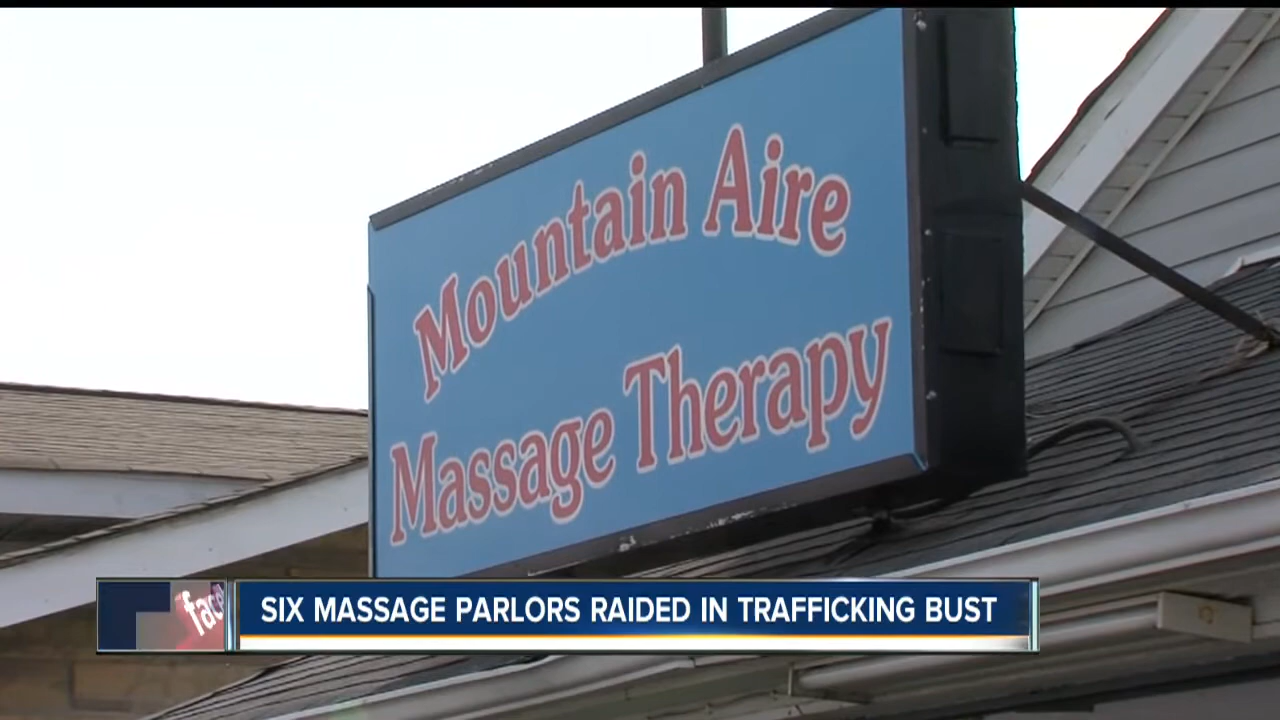 Mountain Aire
Massage Therapy
SIX MASSAGE PARLORS RAIDED IN TRAFFICKING BUST